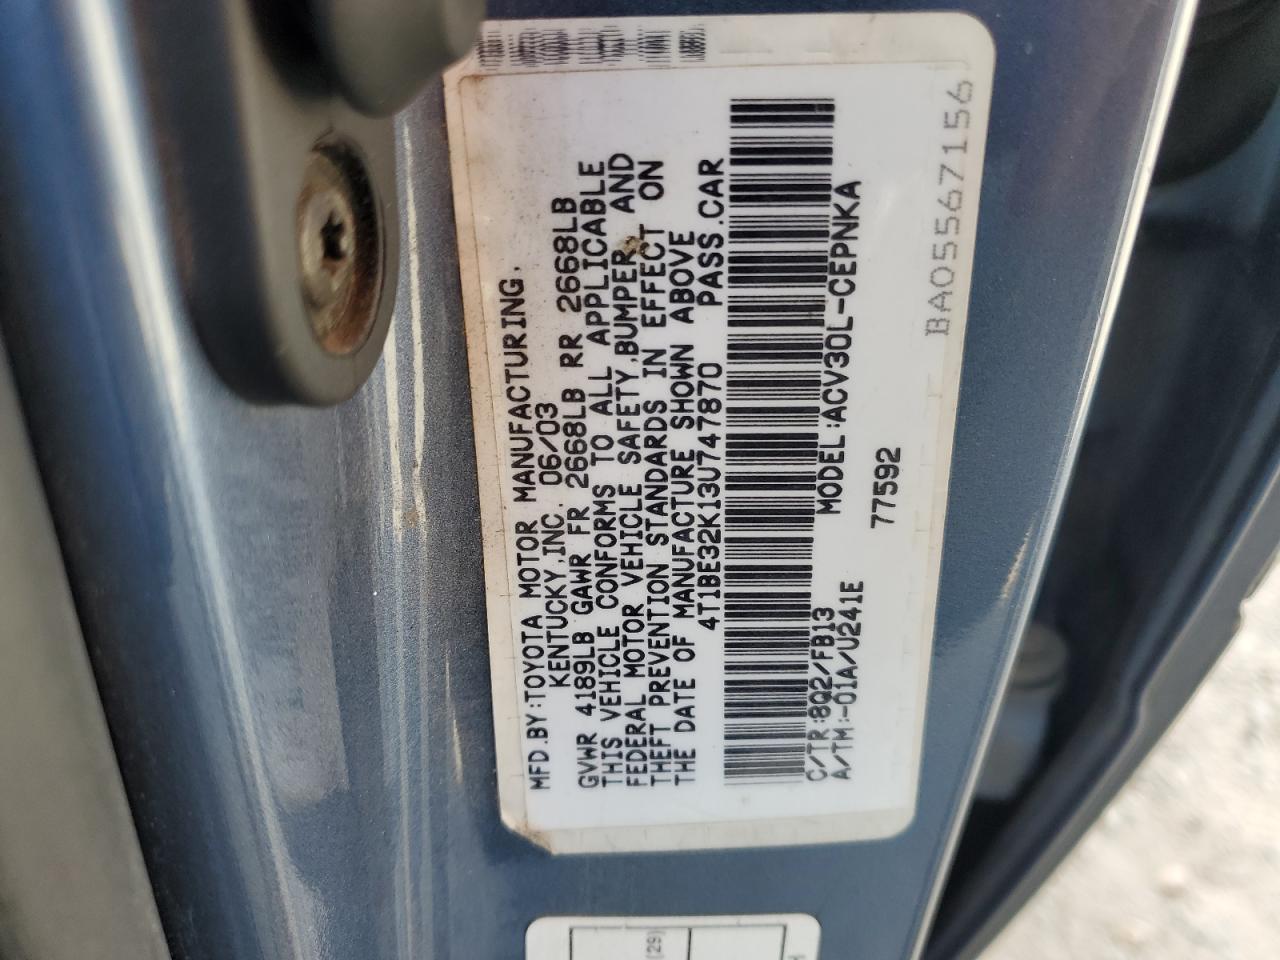 MFD.BY:TOYOTA MOTOR MANUFACTURING,
KENTUCKY,INC. 06/03
GVWR 4189LB GAWR FR 2668LB RR 2668LB
THIS VEHICLE CONFORMS TO ALL APPLICABLE
FEDERAL MOTOR VEHICLE SAFETY,BUMPER, AND
THEFT PREVENTION STANDARDS IN EFFECT ON
THE DATE OF MANUFACTURE SHOWN ABOVE
4T1BE32K13U747870 PASS.CAR
C/TR:8Q2/FB13 MODEL:ACV30L-CEPNKA
A/TM:-01A/U241E
77592
BA05567156
(29)